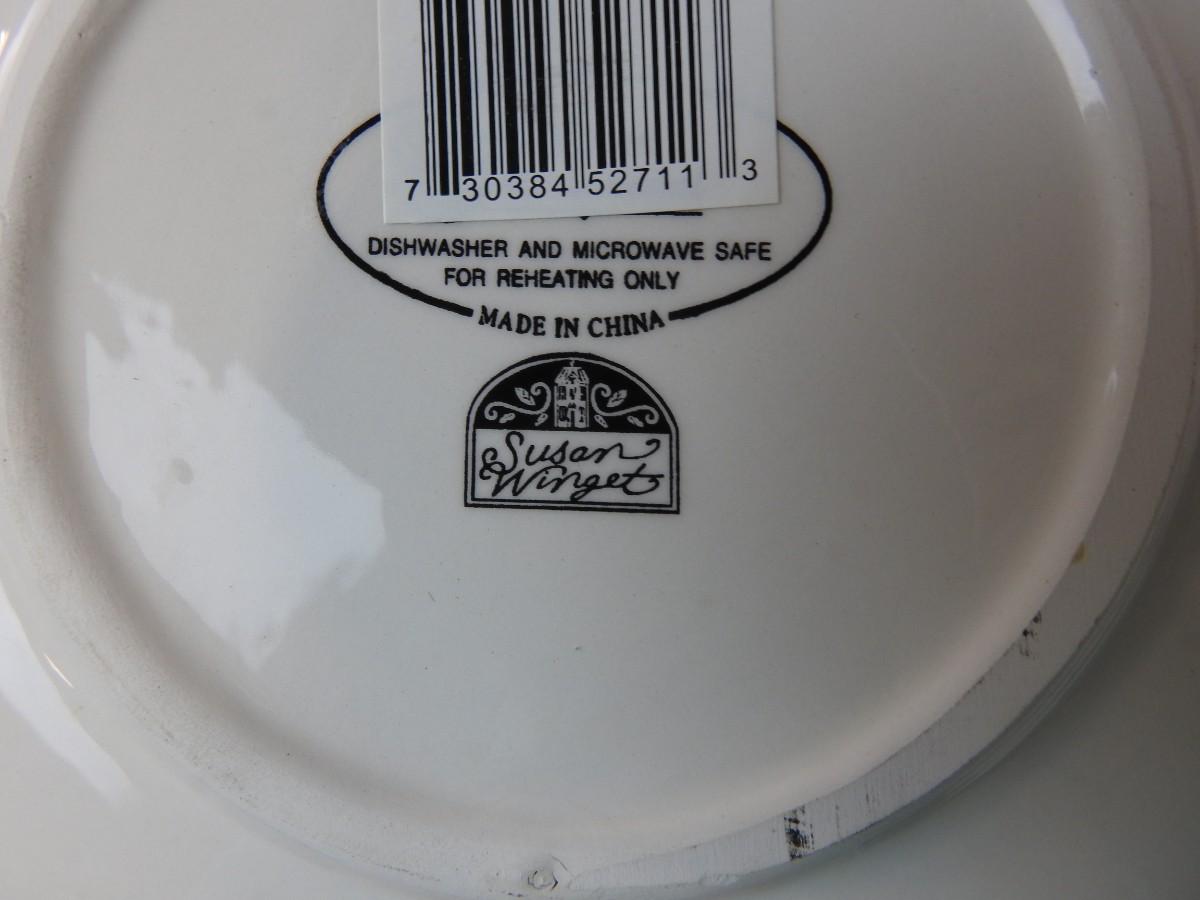 7 30384 52711 3
DISHWASHER AND MICROWAVE SAFE
FOR REHEATING ONLY
MADE IN CHINA
Susan
Winget